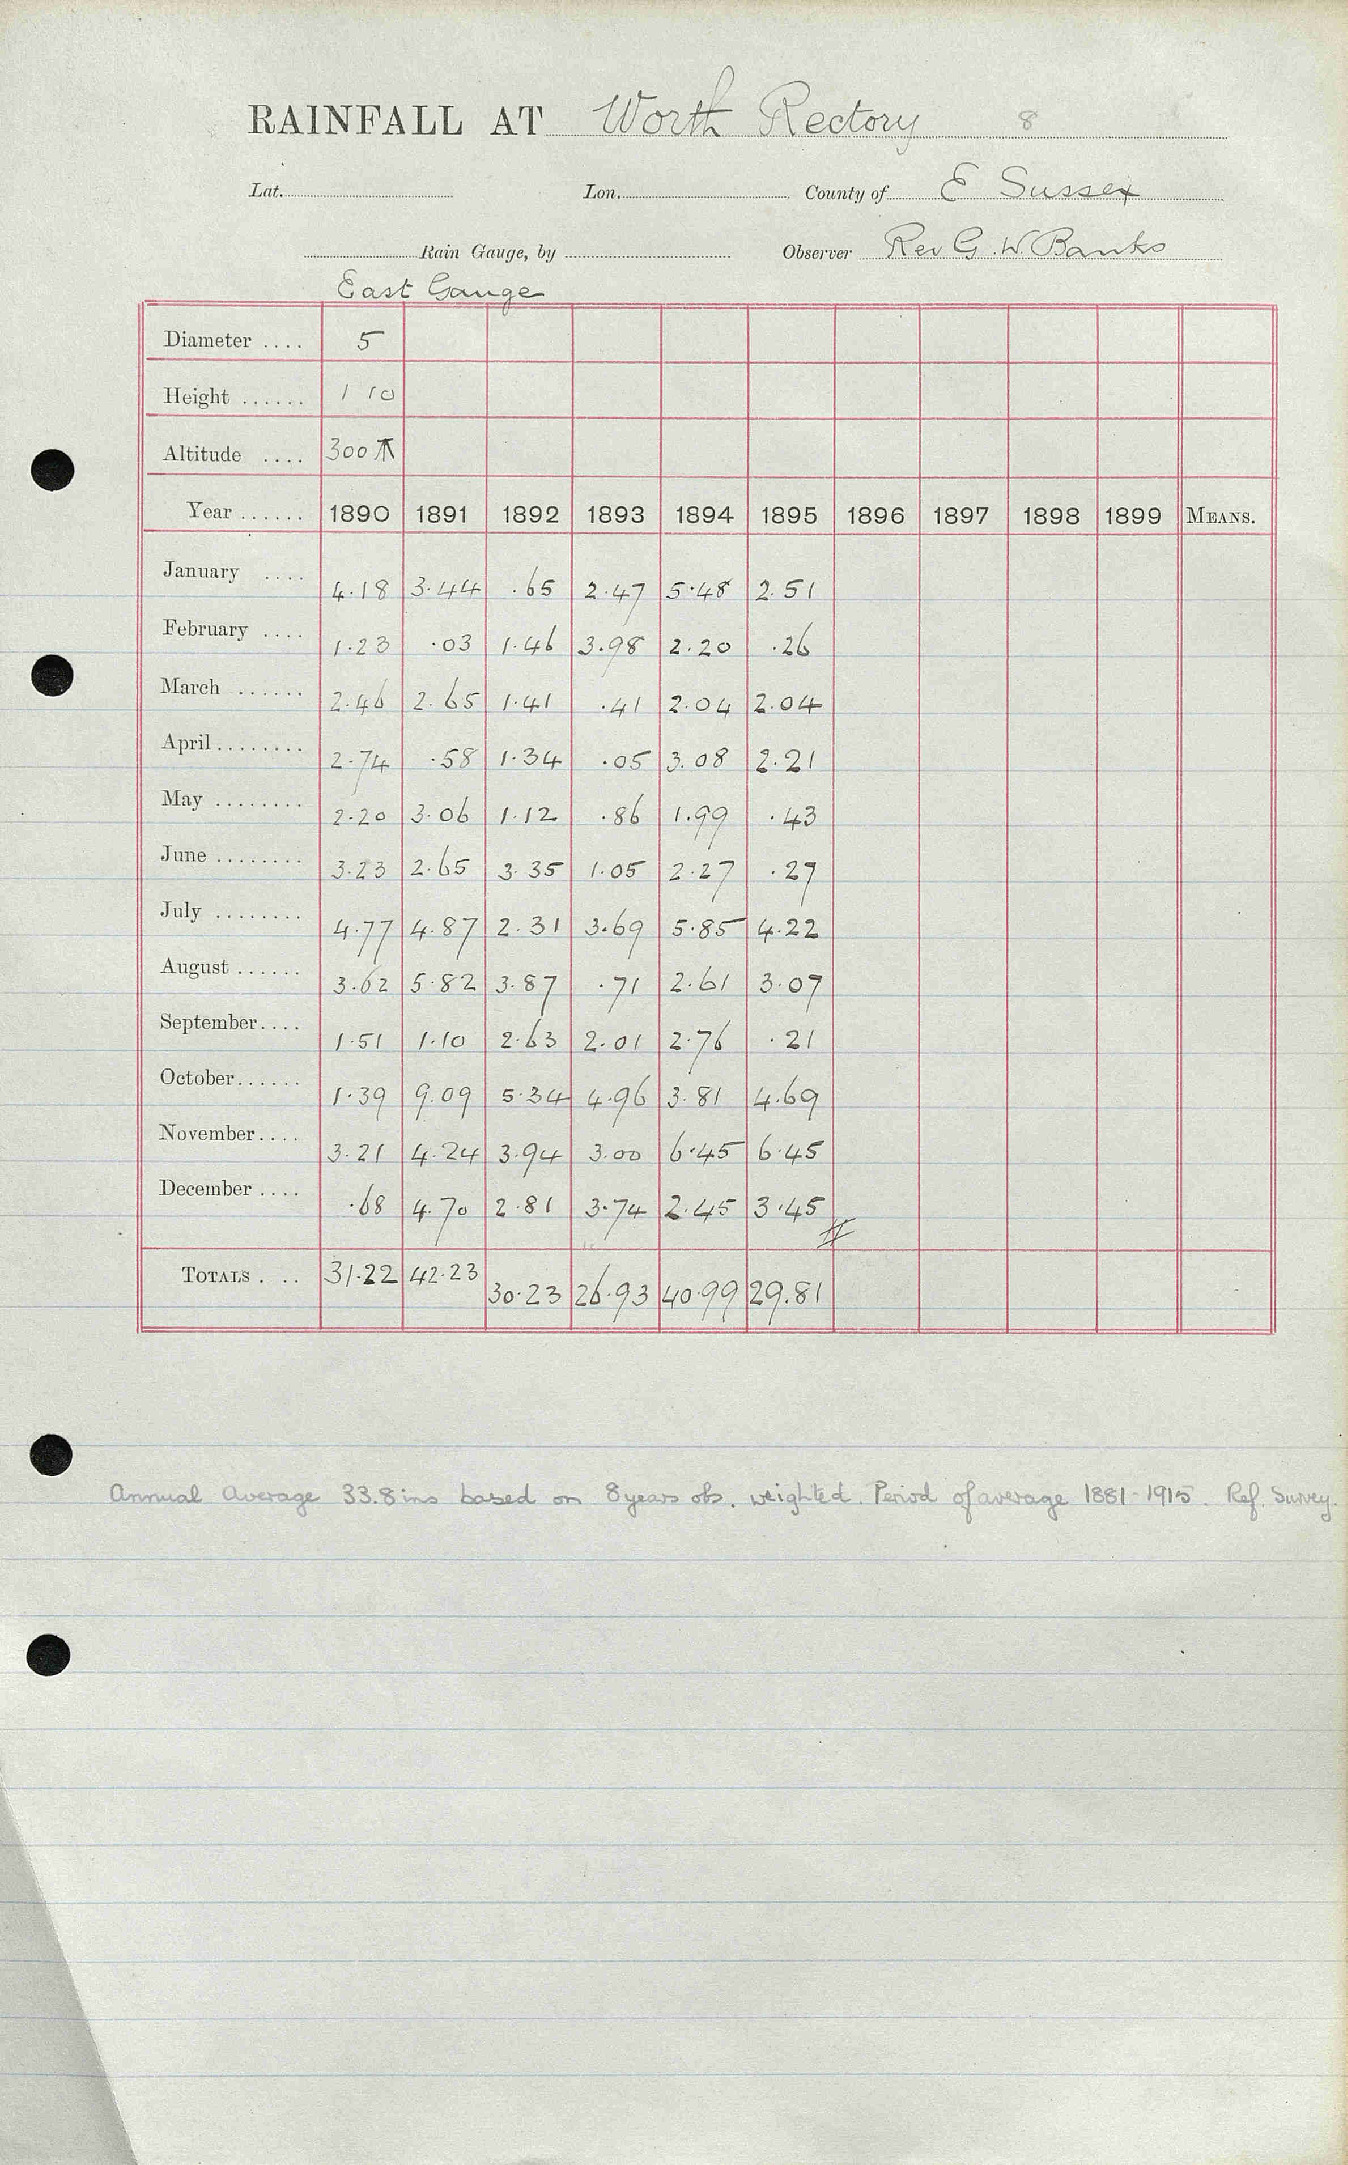 RAINFALL AT Worth Rectory 8
Lat. Lon. County of E Sussex
Rain Gauge, by Observer Rev G. W Banks
East Gauge
Diameter .... 5
Height ...... 1 10
Altitude .... 300
Year ...... 1890 1891 1892 1893 1894 1895 1896 1897 1898 1899 MEANS.
January .... 4.18 3.44 .65 2.47 5.48 2.51
February .... 1.23 .03 1.46 3.98 2.20 .26
March ...... 2.46 2.65 1.41 .41 2.04 2.04
April ........ 2.74 .58 1.34 .05 3.08 2.21
May ........ 2.20 3.06 1.12 .86 1.99 .43
June ........ 3.23 2.65 3.35 1.05 2.27 .27
July ........ 4.77 4.87 2.31 3.69 5.85 4.22
August ...... 3.62 5.82 3.87 .71 2.61 3.07
September.... 1.51 1.10 2.63 2.01 2.76 .21
October...... 1.39 9.09 5.34 4.96 3.81 4.69
November.... 3.21 4.24 3.94 3.00 6.45 6.45
December .... .68 4.70 2.81 3.74 2.45 3.45
TOTALS . .. 31.22 42.23 30.23 26.93 40.99 29.81
Annual Average 33.8 ins based on 8 years obs. weighted. Period of average 1881-1915. Ref. Survey.